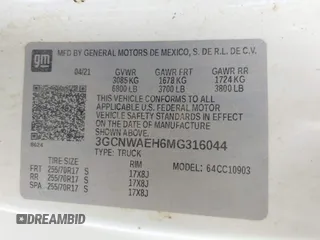 gm
MFD BY GENERAL MOTORS DE MEXICO, S. DE R.L. DE C.V.
04/21 GVWR GAWR FRT GAWR RR
3085 KG 1678 KG 1724 KG
6800 LB 3700 LB 3800 LB
THIS VEHICLE CONFORMS TO ALL
APPLICABLE U.S. FEDERAL MOTOR
VEHICLE SAFETY STANDARDS IN
EFFECT ON THE DATE OF
MANUFACTURE SHOWN ABOVE.
3GCNWAEH6MG316044
TYPE: TRUCK
TIRE SIZE RIM MODEL: 64CC10903
FRT 255/70R17 S 17X8J
RR 255/70R17 S 17X8J
SPA 255/70R17 S 17X8J
© AUTOBIDMASTER